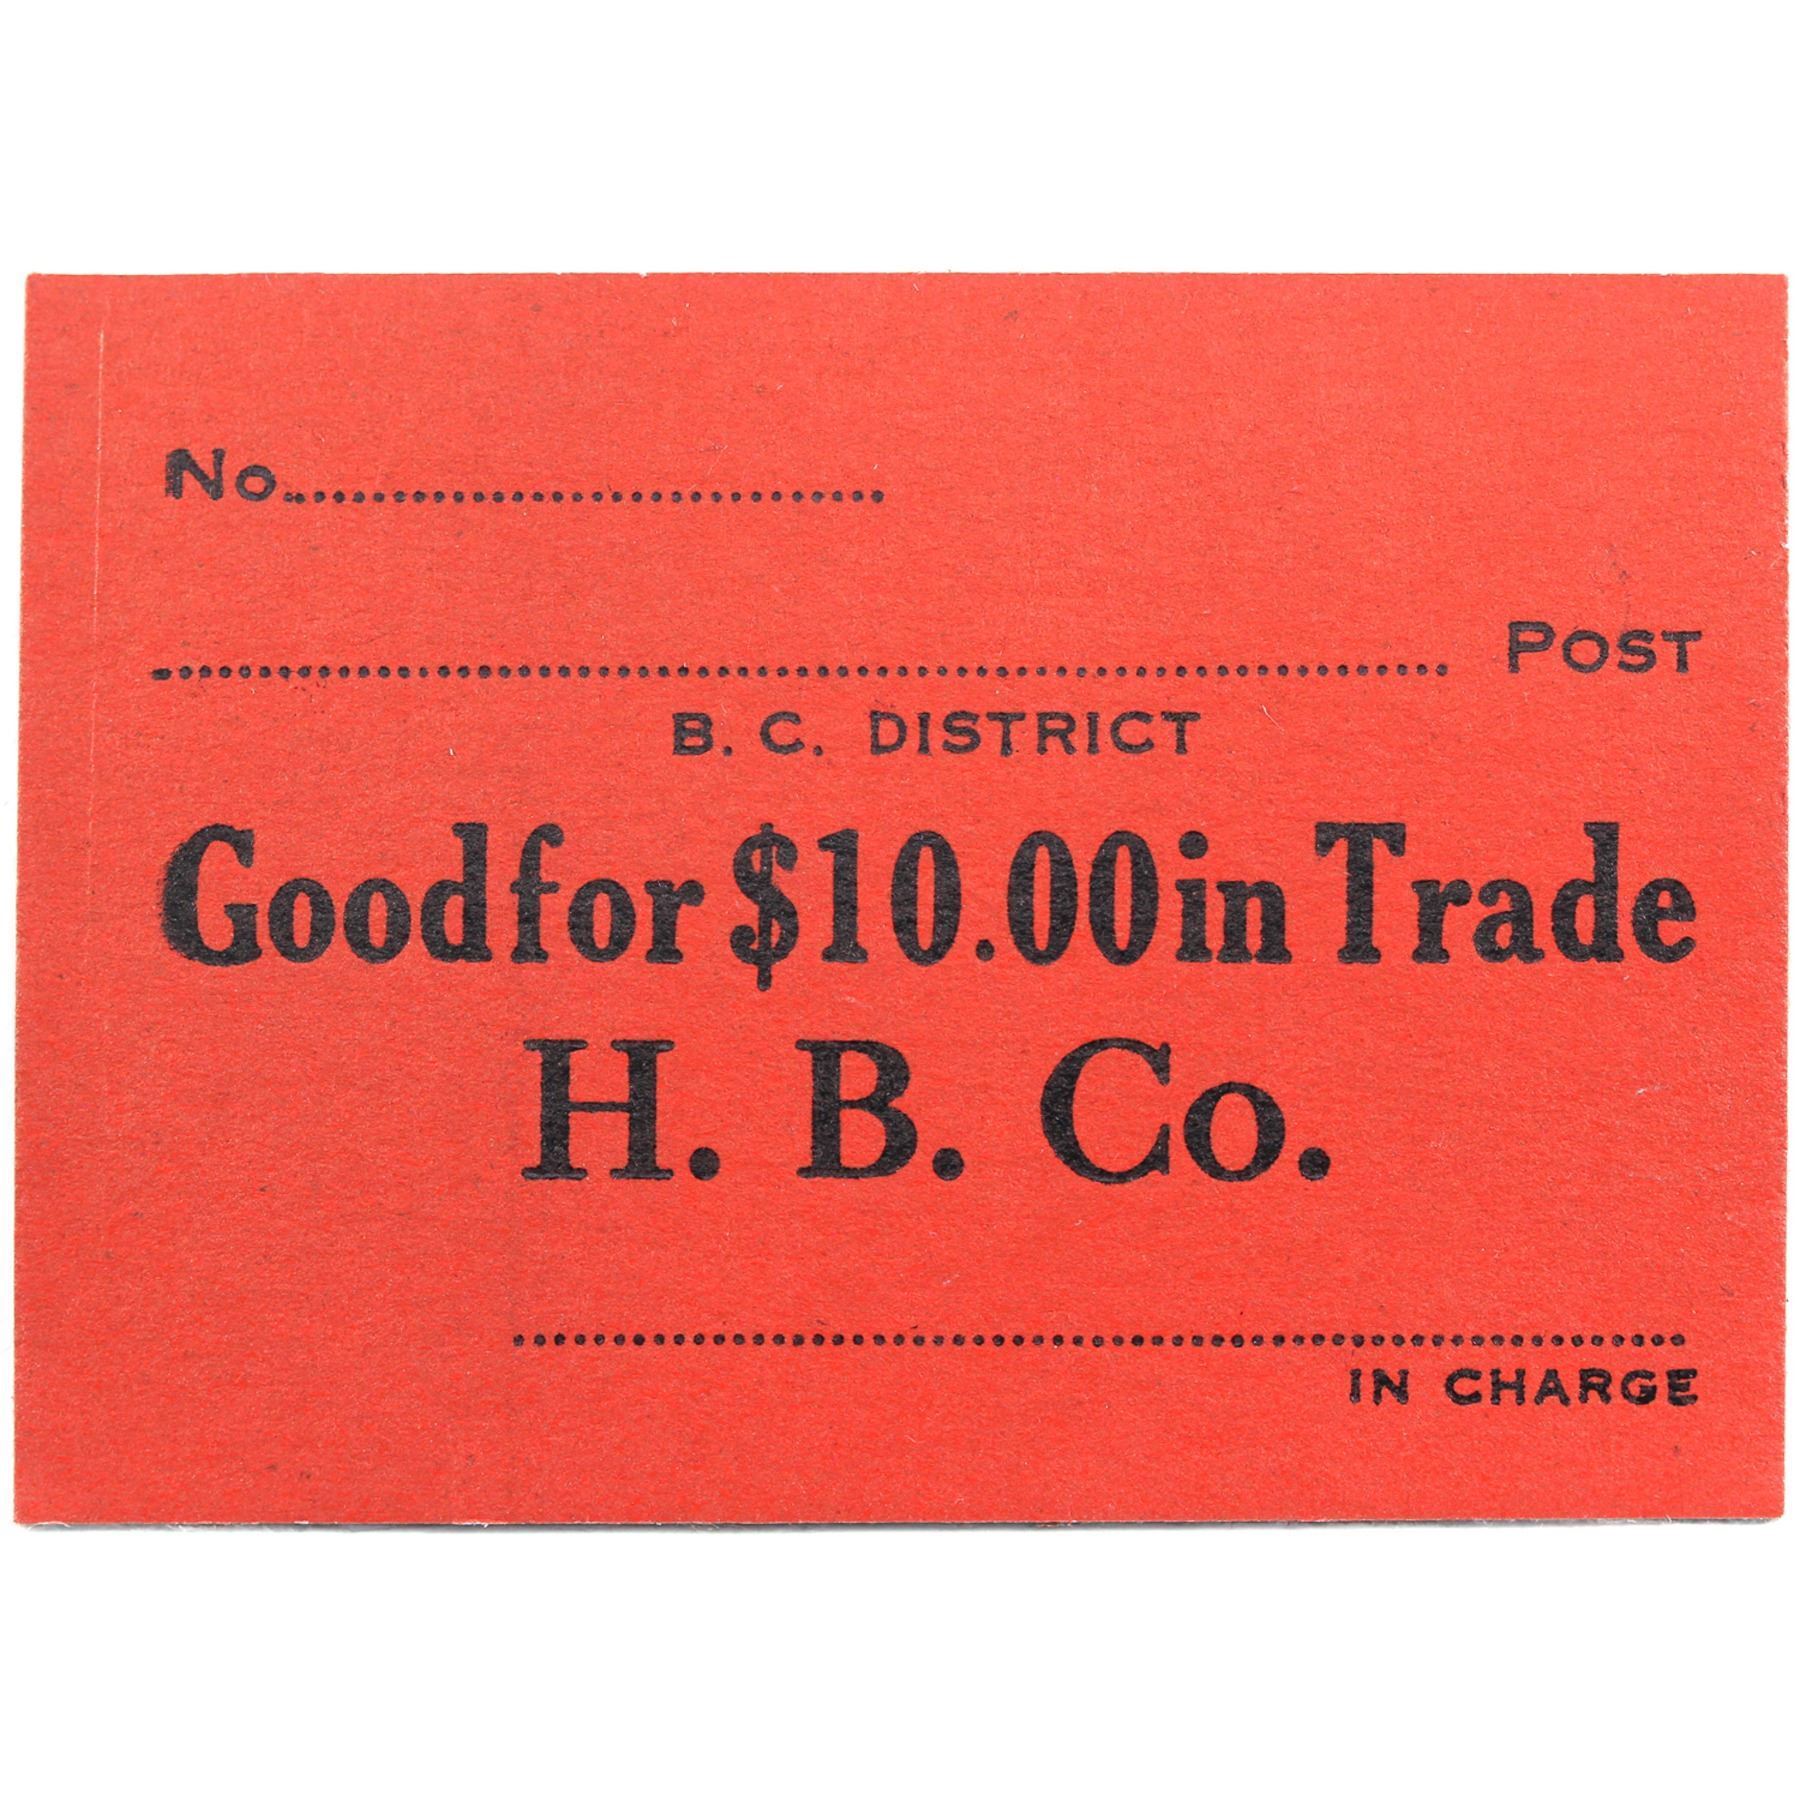 No..............................
.................................................................. POST
B. C. DISTRICT
Good for $10.00 in Trade
H. B. Co.
............................................................
IN CHARGE